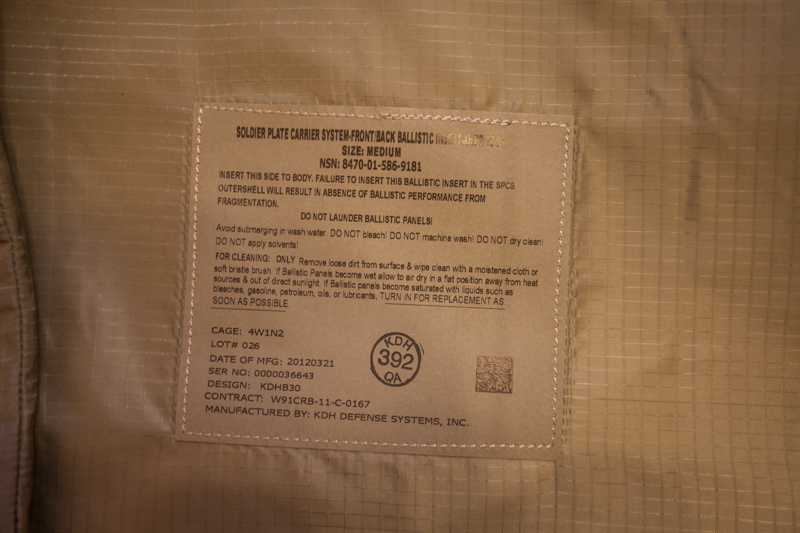 SOLDIER PLATE CARRIER SYSTEM-FRONT/BACK BALLISTIC
SIZE: MEDIUM
NSN: 8470-01-586-9181
INSERT THIS SIDE TO BODY. FAILURE TO INSERT THIS BALLISTIC INSERT IN THE SPCS
OUTERSHELL WILL RESULT IN ABSENCE OF BALLISTIC PERFORMANCE FROM
FRAGMENTATION.
DO NOT LAUNDER BALLISTIC PANELS!
Avoid submerging in wash water. DO NOT bleach! DO NOT machine wash! DO NOT dry clean!
DO NOT apply solvents!
FOR CLEANING: ONLY Remove loose dirt from surface & wipe clean with a moistened cloth or
soft bristle brush. If Ballistic Panels become wet allow to air dry in a flat position away from heat
sources & out of direct sunlight. If Ballistic panels become saturated with liquids such as
bleaches, gasoline, petroleum, oils, or lubricants, TURN IN FOR REPLACEMENT AS
SOON AS POSSIBLE.
CAGE: 4W1N2
LOT# 026
DATE OF MFG: 20120321
SER NO: 0000036643
DESIGN: KDHB30
CONTRACT: W91CRB-11-C-0167
MANUFACTURED BY: KDH DEFENSE SYSTEMS, INC.
KDH
392
QA